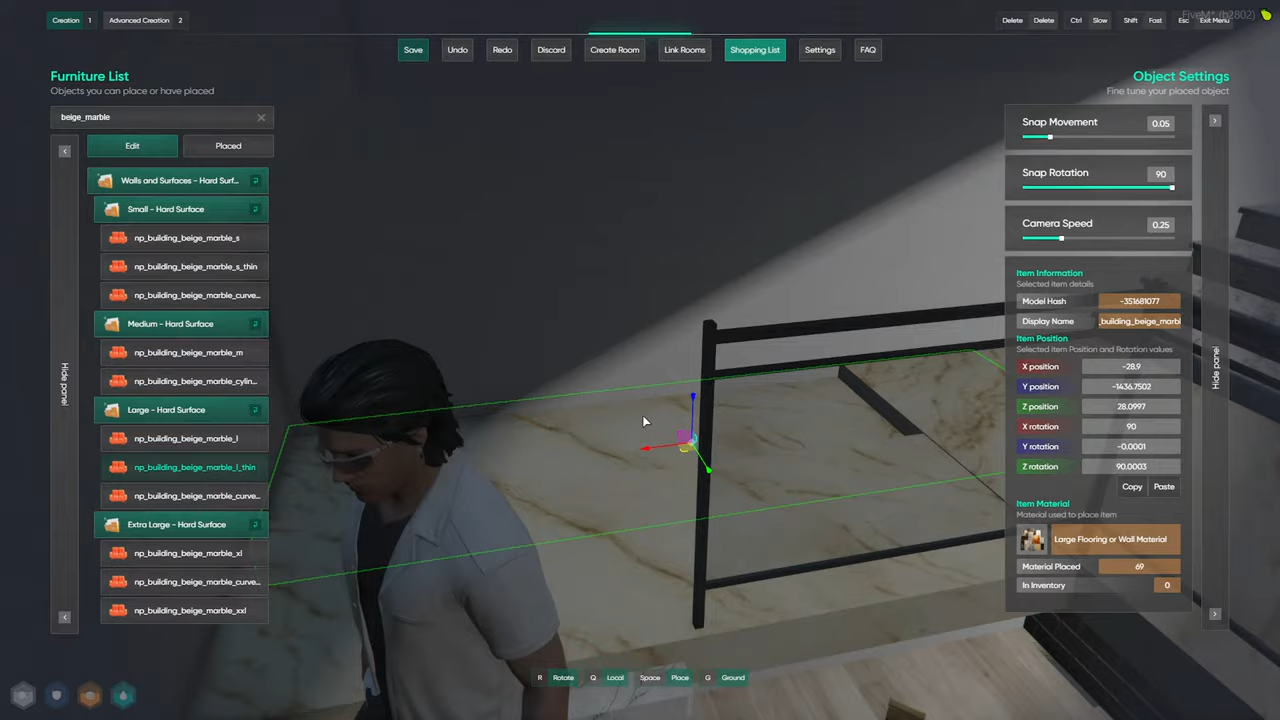 Creation 1 Advanced Creation 2
Delete Delete Ctrl Slow Shift Fast Esc Exit Menu
FiveM* (b2802)
Save Undo Redo Discard Create Room Link Rooms Shopping List Settings FAQ
Furniture List
Objects you can place or have placed
beige_marble
Edit Placed
Hide panel
Walls and Surfaces - Hard Surf...
Small - Hard Surface
np_building_beige_marble_s
np_building_beige_marble_s_thin
np_building_beige_marble_curve...
Medium - Hard Surface
np_building_beige_marble_m
np_building_beige_marble_cylin...
Large - Hard Surface
np_building_beige_marble_l
np_building_beige_marble_l_thin
np_building_beige_marble_curve...
Extra Large - Hard Surface
np_building_beige_marble_xl
np_building_beige_marble_curve...
np_building_beige_marble_xxl
Object Settings
Fine tune your placed object
Snap Movement 0.05
Snap Rotation 90
Camera Speed 0.25
Item Information
Selected item details
Model Hash -351681077
Display Name _building_beige_marbl
Item Position
Selected item Position and Rotation values
X position -28.9
Y position -1436.7502
Z position 28.0997
X rotation 90
Y rotation -0.0001
Z rotation 90.0003
Copy Paste
Item Material
Material used to place item
Large Flooring or Wall Material
Material Placed 69
In Inventory 0
Hide panel
R Rotate Q Local Space Place G Ground